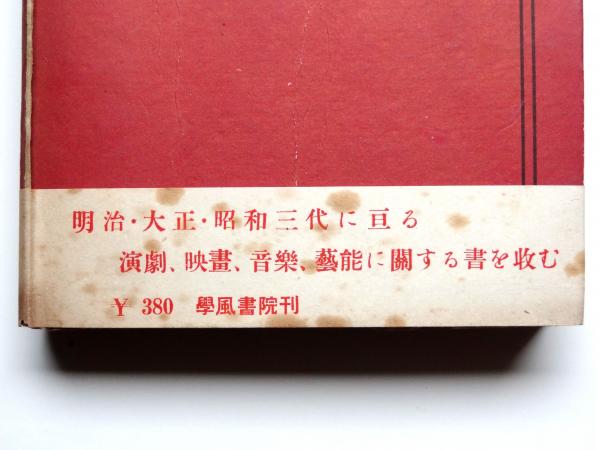 明治・大正・昭和三代に亘る
演劇、映畫、音樂、藝能に關する書を收む
￥380 學風書院刊